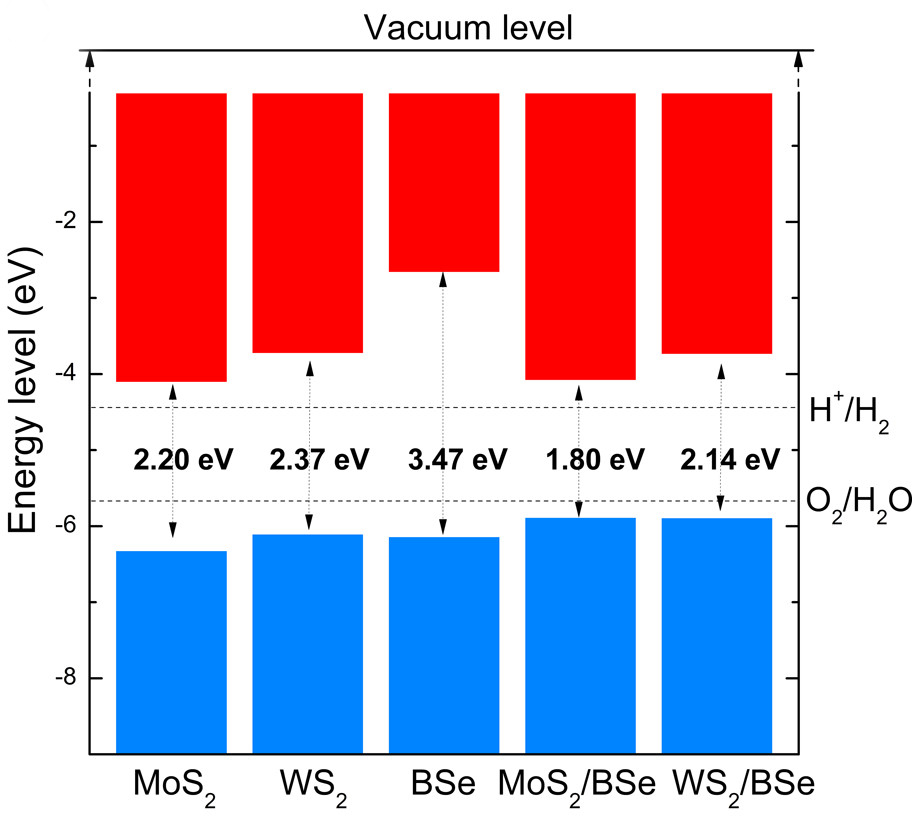 Vacuum level
Energy level (eV)
-2
-4
-6
-8
H⁺/H₂
O₂/H₂O
2.20 eV
2.37 eV
3.47 eV
1.80 eV
2.14 eV
MoS₂
WS₂
BSe
MoS₂/BSe
WS₂/BSe